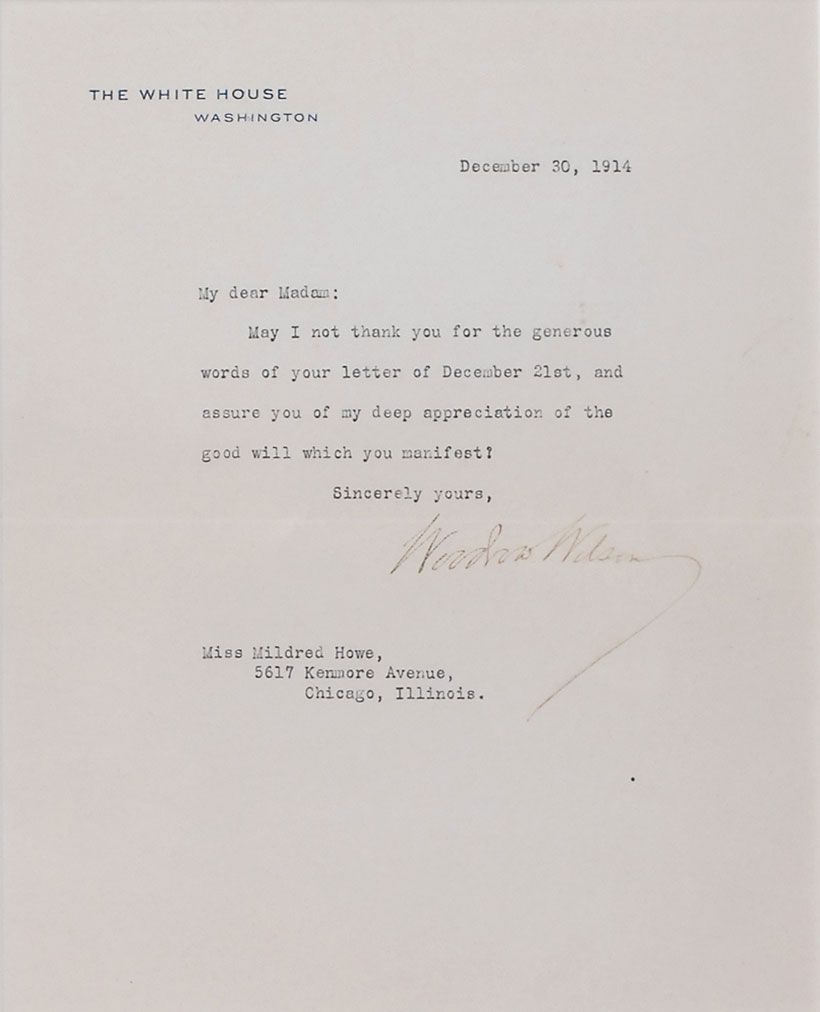 THE WHITE HOUSE
WASHINGTON
December 30, 1914
My dear Madam:
May I not thank you for the generous
words of your letter of December 21st, and
assure you of my deep appreciation of the
good will which you manifest?
Sincerely yours,
Woodrow Wilson
Miss Mildred Howe,
5617 Kenmore Avenue,
Chicago, Illinois.